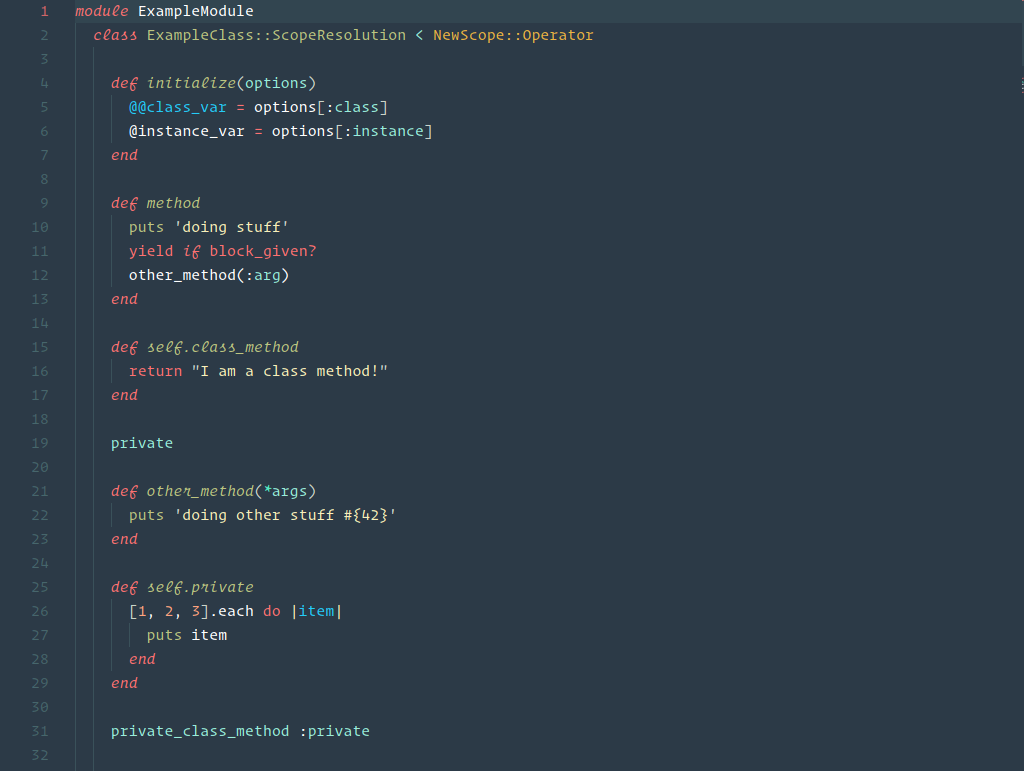 1 module ExampleModule
2 class ExampleClass::ScopeResolution < NewScope::Operator
3
4 def initialize(options)
5 @@class_var = options[:class]
6 @instance_var = options[:instance]
7 end
8
9 def method
10 puts 'doing stuff'
11 yield if block_given?
12 other_method(:arg)
13 end
14
15 def self.class_method
16 return "I am a class method!"
17 end
18
19 private
20
21 def other_method(*args)
22 puts 'doing other stuff #{42}'
23 end
24
25 def self.private
26 [1, 2, 3].each do |item|
27 puts item
28 end
29 end
30
31 private_class_method :private
32